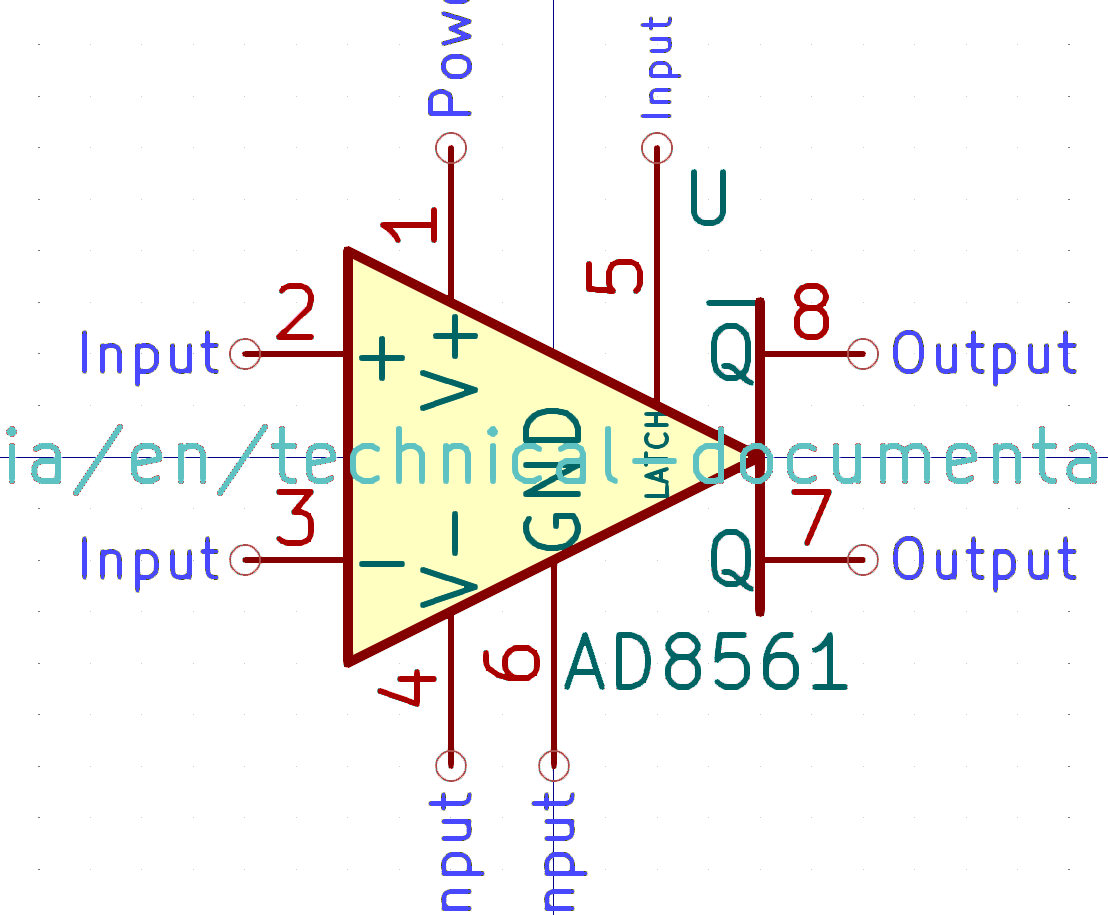 Powe
Input
1
U
5
2
8
Input
+
V+
Q
Output
ia/en/technical-documenta
GND
LATCH
3
7
Input
-
V-
Q
Output
4
6
AD8561
nput
nput